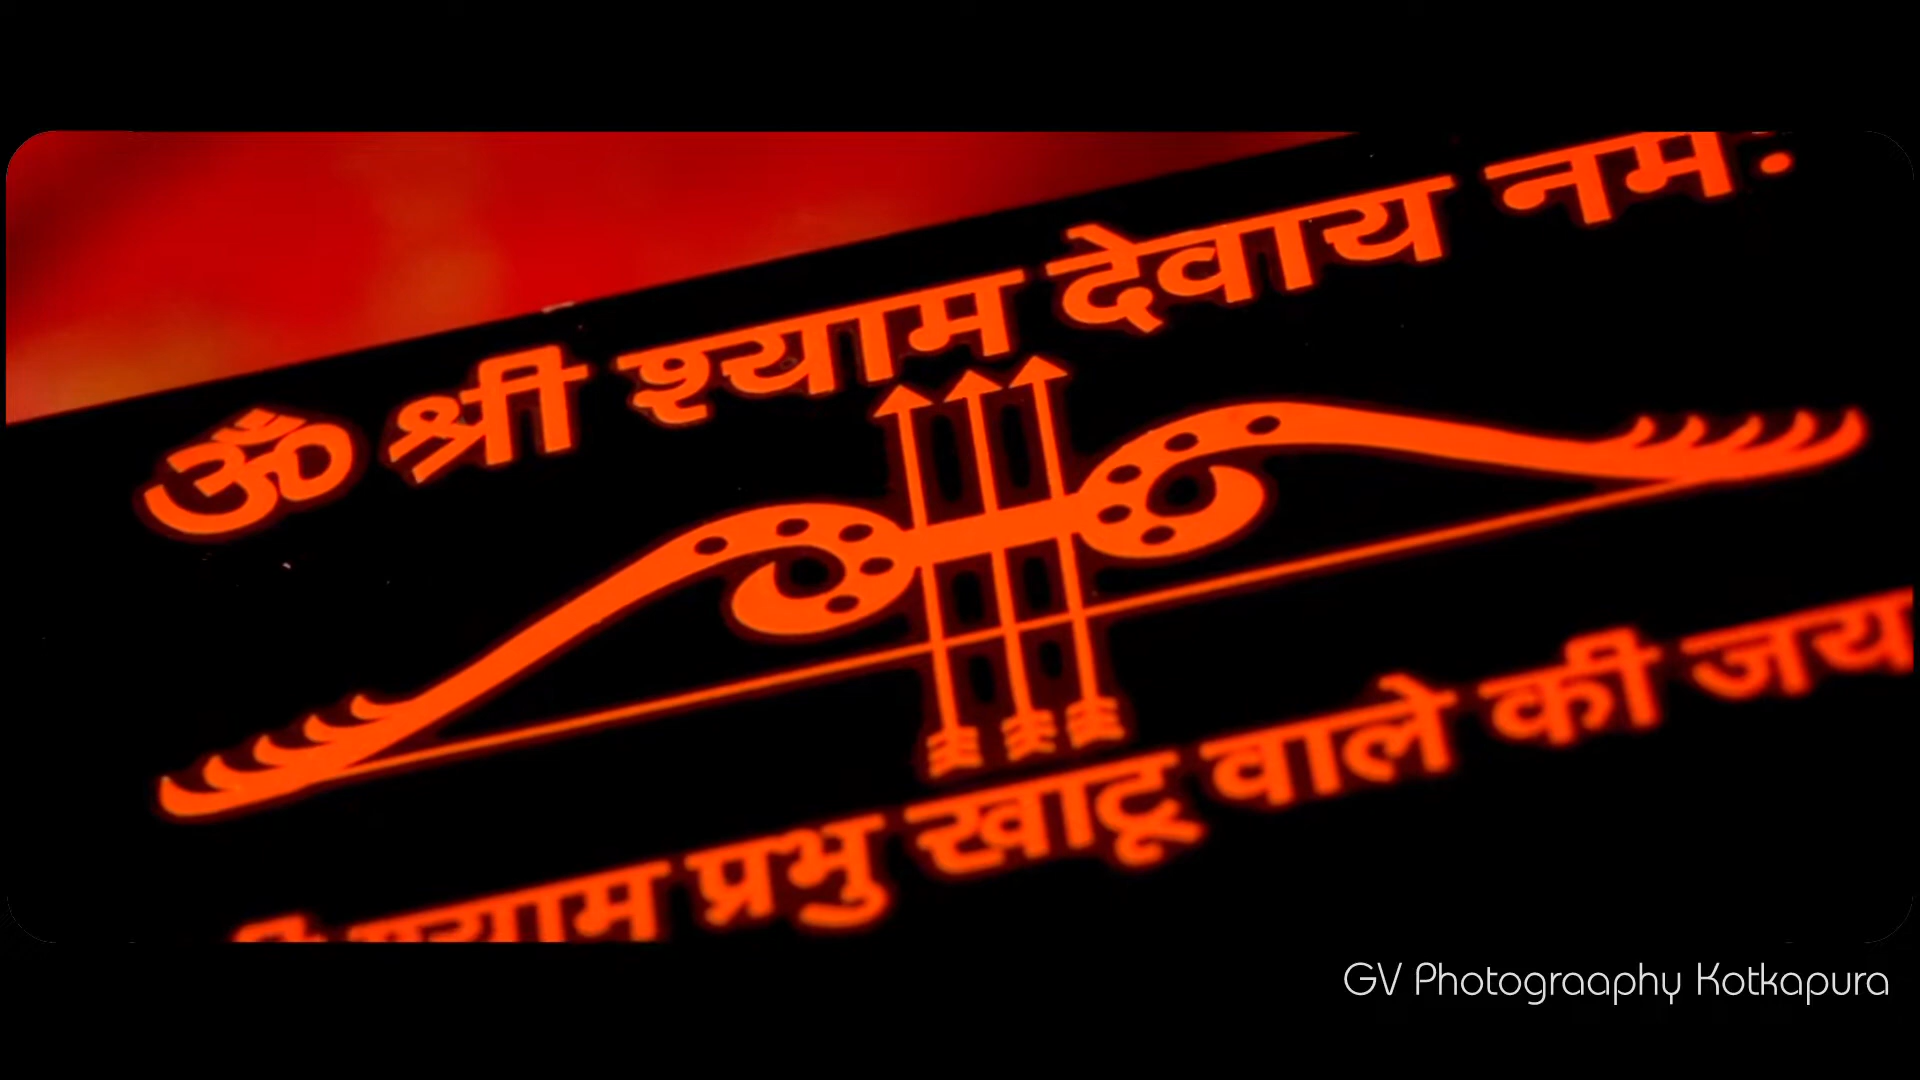 ॐ श्री श्याम देवाय नमः
श्याम प्रभु खाटू वाले की जय
GV Photograaphy Kotkapura